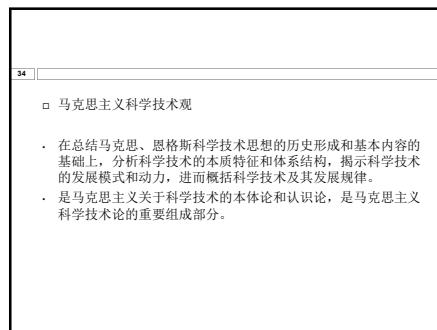 34
马克思主义科学技术观
在总结马克思、恩格斯科学技术思想的历史形成和基本内容的
基础上，分析科学技术的本质特征和体系结构，揭示科学技术
的发展模式和动力，进而概括科学技术及其发展规律。
是马克思主义关于科学技术的本体论和认识论，是马克思主义
科学技术论的重要组成部分。